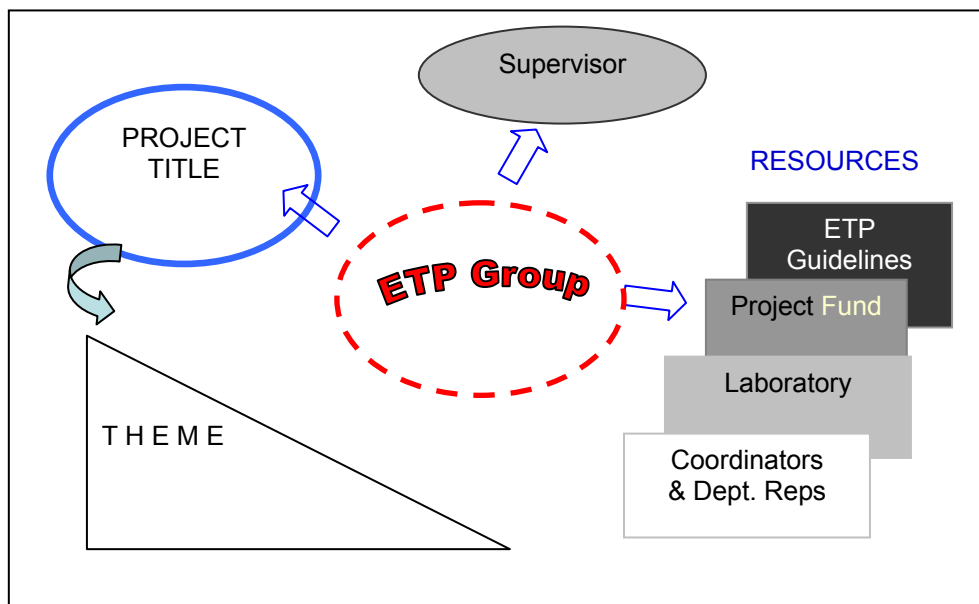 Supervisor
PROJECT
TITLE
RESOURCES
ETP
Guidelines
ETP Group
Project Fund
Laboratory
T H E M E
Coordinators
& Dept. Reps